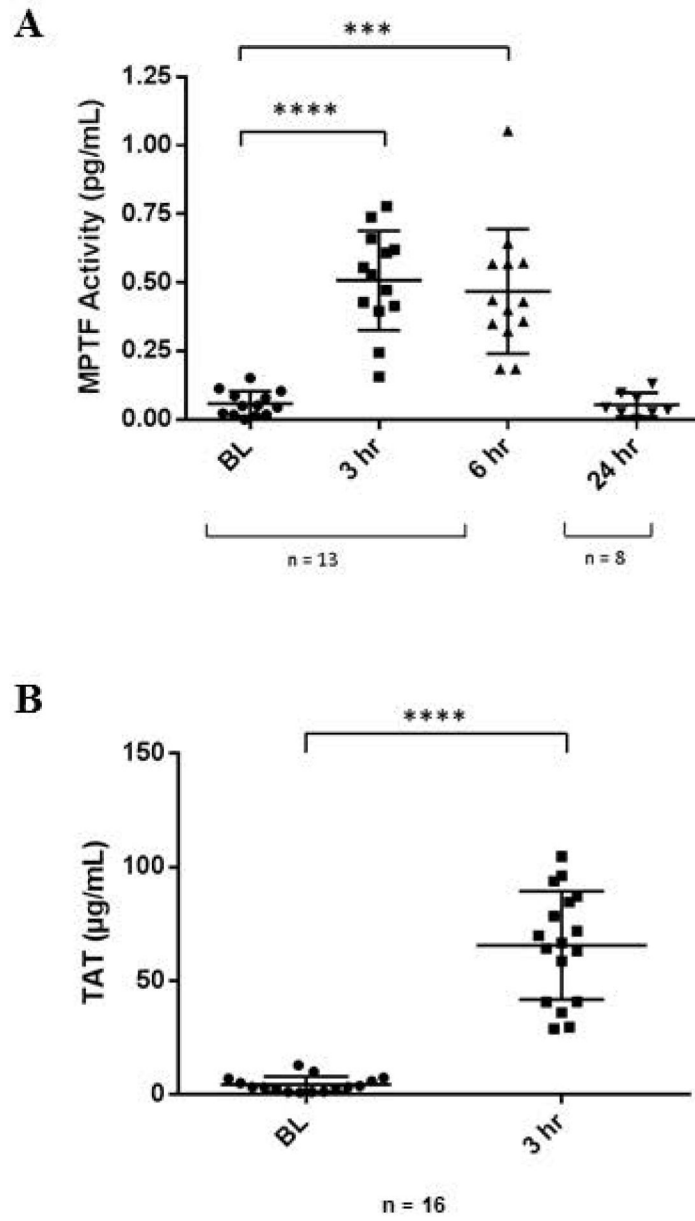 A
***
****
MPTF Activity (pg/mL)
1.25
1.00
0.75
0.50
0.25
0.00
BL
3 hr
6 hr
24 hr
n = 13
n = 8
B
****
TAT (µg/mL)
150
100
50
0
BL
3 hr
n = 16